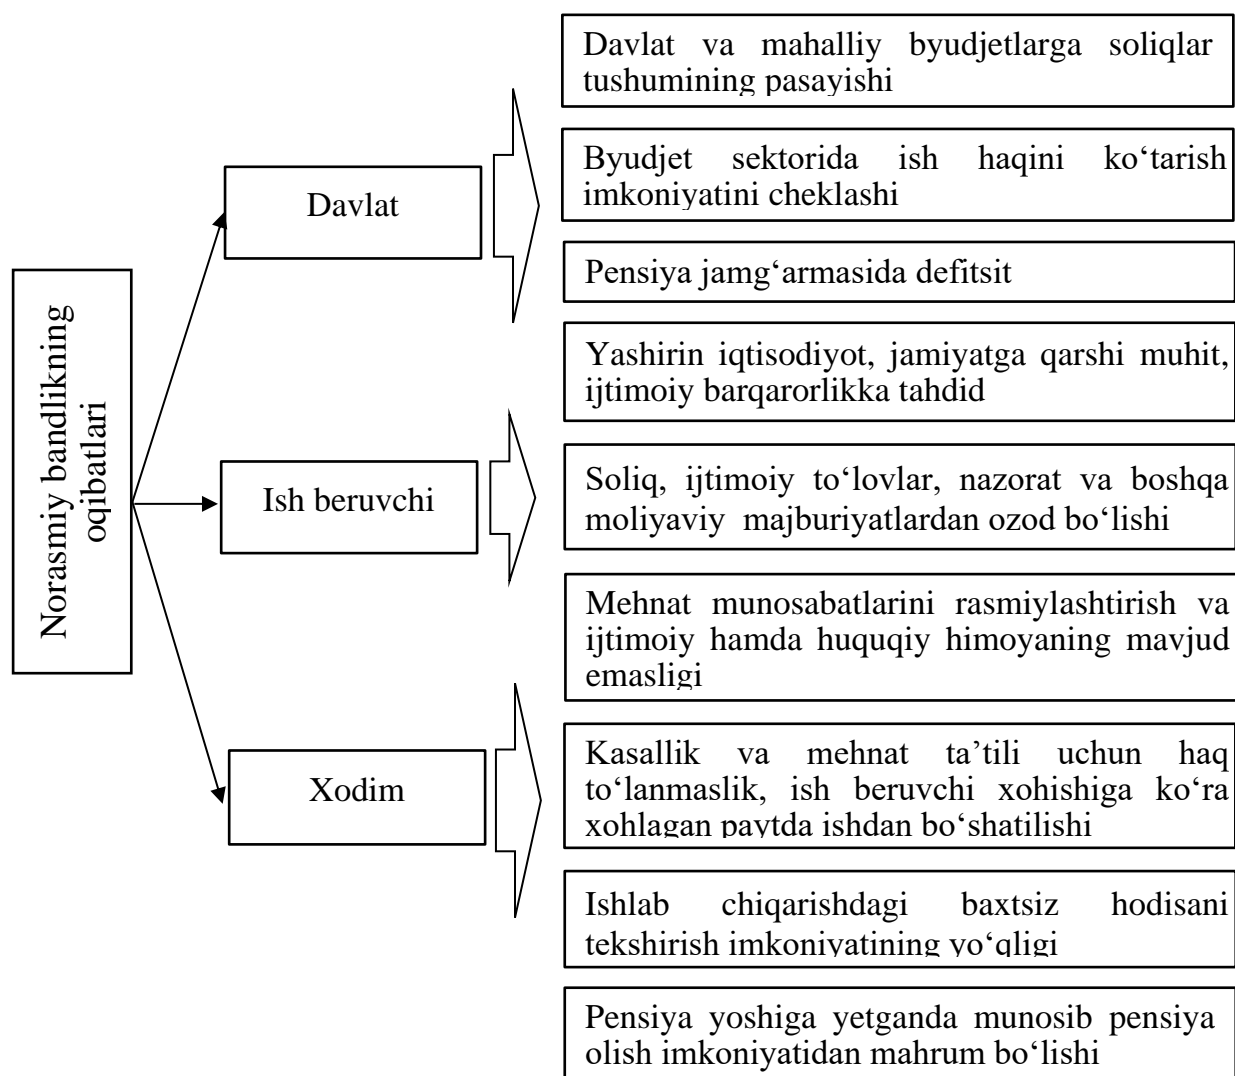 Norasmiy bandlikning
oqibatlari
Davlat
Ish beruvchi
Xodim
Davlat va mahalliy byudjetlarga soliqlar
tushumining pasayishi
Byudjet sektorida ish haqini ko‘tarish
imkoniyatini cheklashi
Pensiya jamg‘armasida defitsit
Yashirin iqtisodiyot, jamiyatga qarshi muhit,
ijtimoiy barqarorlikka tahdid
Soliq, ijtimoiy to‘lovlar, nazorat va boshqa
moliyaviy majburiyatlardan ozod bo‘lishi
Mehnat munosabatlarini rasmiylashtirish va
ijtimoiy hamda huquqiy himoyaning mavjud
emasligi
Kasallik va mehnat ta’tili uchun haq
to‘lanmaslik, ish beruvchi xohishiga ko‘ra
xohlagan paytda ishdan bo‘shatilishi
Ishlab chiqarishdagi baxtsiz hodisani
tekshirish imkoniyatining yo‘qligi
Pensiya yoshiga yetganda munosib pensiya
olish imkoniyatidan mahrum bo‘lishi